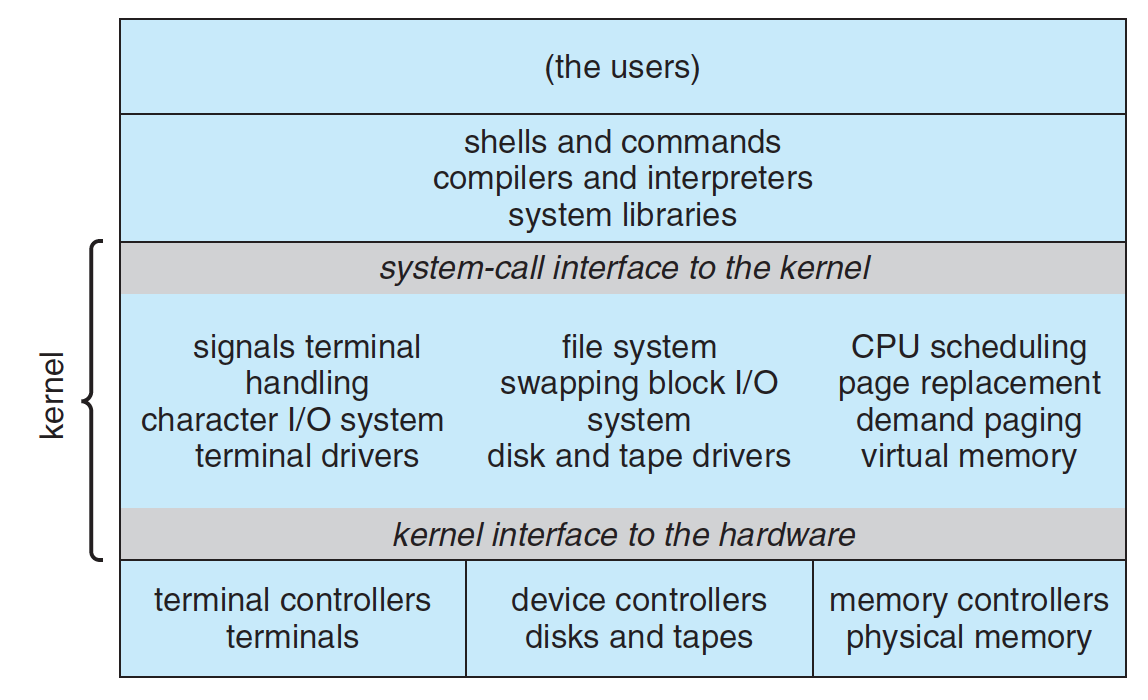 (the users)
shells and commands
compilers and interpreters
system libraries
kernel
system-call interface to the kernel
signals terminal
handling
character I/O system
terminal drivers
file system
swapping block I/O
system
disk and tape drivers
CPU scheduling
page replacement
demand paging
virtual memory
kernel interface to the hardware
terminal controllers
terminals
device controllers
disks and tapes
memory controllers
physical memory